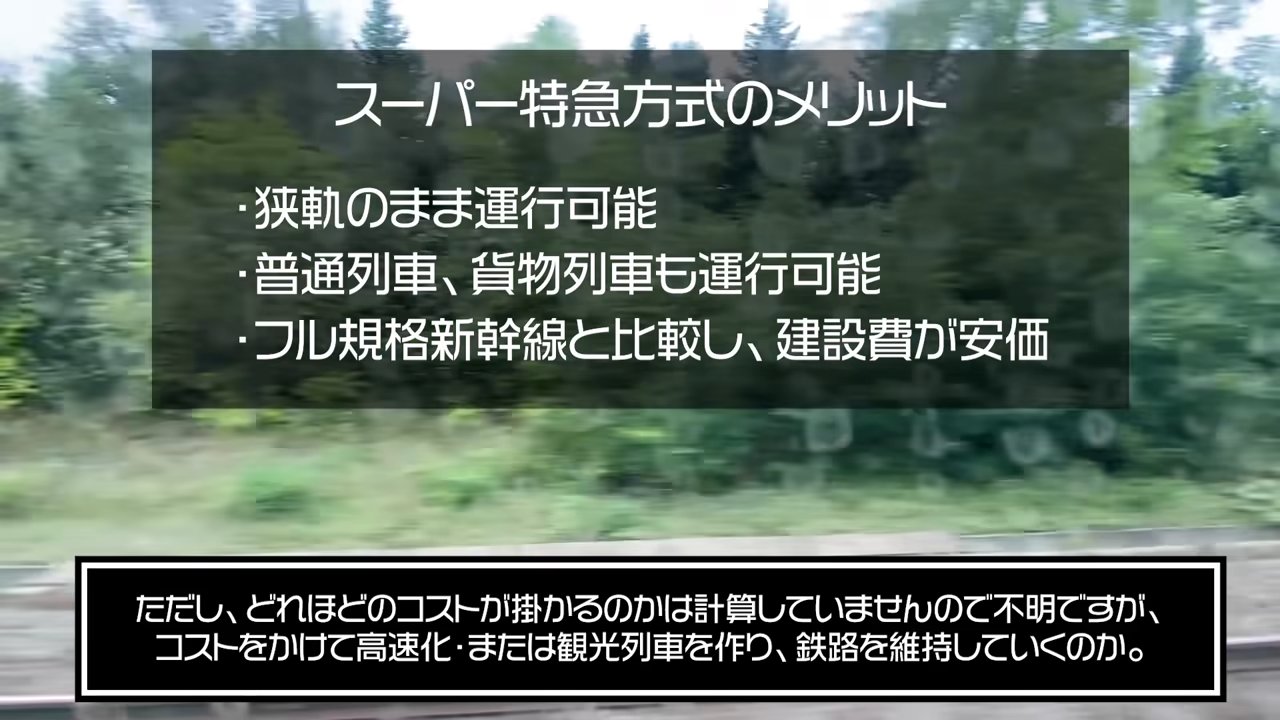 スーパー特急方式のメリット
・狭軌のまま運行可能
・普通列車、貨物列車も運行可能
・フル規格新幹線と比較し、建設費が安価
ただし、どれほどのコストが掛かるのかは計算していませんので不明ですが、
コストをかけて高速化・または観光列車を作り、鉄路を維持していくのか。